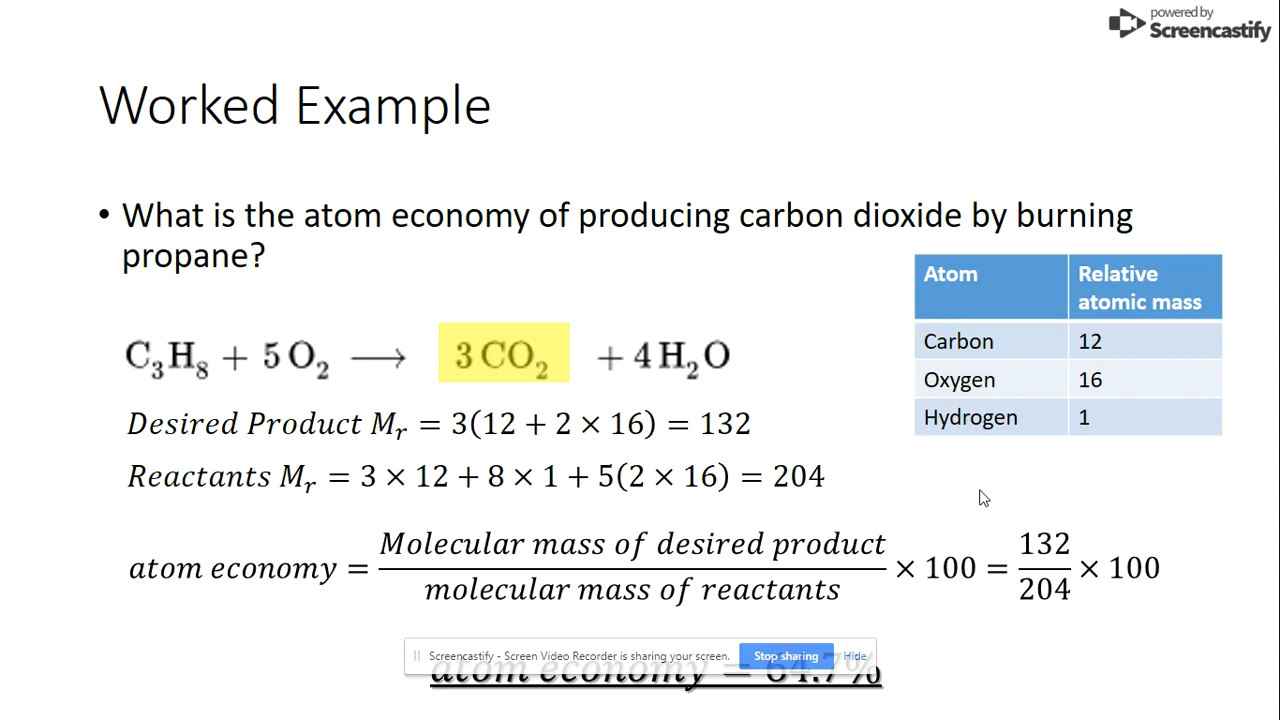 powered by
Screencastify
Worked Example
• What is the atom economy of producing carbon dioxide by burning
propane?
Atom Relative atomic mass
Carbon 12
Oxygen 16
Hydrogen 1
C₃H₈ + 5 O₂ ⟶ 3 CO₂ + 4 H₂O
Desired Product Mᵣ = 3(12 + 2 × 16) = 132
Reactants Mᵣ = 3 × 12 + 8 × 1 + 5(2 × 16) = 204
atom economy = Molecular mass of desired product / molecular mass of reactants × 100 = 132/204 × 100
Screencastify - Screen Video Recorder is sharing your screen. Stop sharing Hide
atom economy = 64.7%